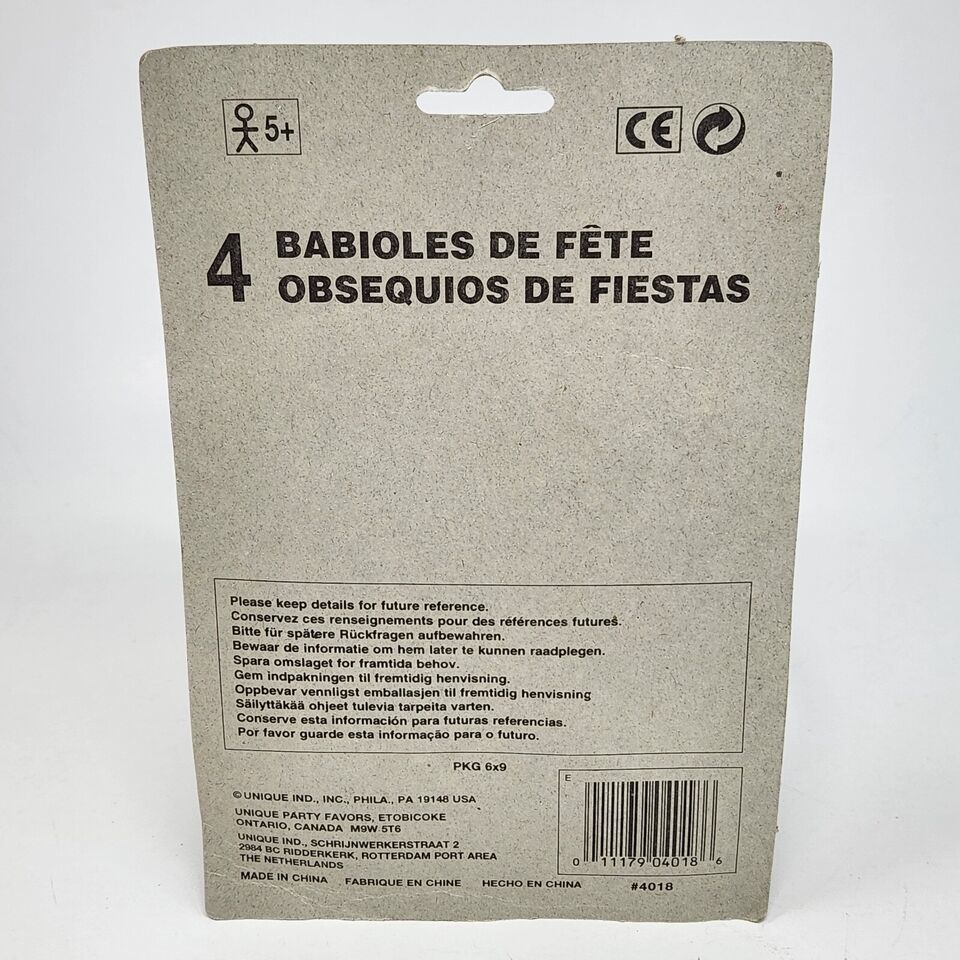 5+
CE
4 BABIOLES DE FÊTE
OBSEQUIOS DE FIESTAS
Please keep details for future reference.
Conservez ces renseignements pour des références futures.
Bitte für spätere Rückfragen aufbewahren.
Bewaar de informatie om hem later te kunnen raadplegen.
Spara omslaget for framtida behov.
Gem indpakningen til fremtidig henvisning.
Oppbevar vennligst emballasjen til fremtidig henvisning
Säilyttäkää ohjeet tulevia tarpeita varten.
Conserve esta información para futuras referencias.
Por favor guarde esta informação para o futuro.
PKG 6x9
© UNIQUE IND., INC., PHILA., PA 19148 USA
UNIQUE PARTY FAVORS, ETOBICOKE
ONTARIO, CANADA M9W 5T6
UNIQUE IND., SCHRIJNWERKERSTRAAT 2
2984 BC RIDDERKERK, ROTTERDAM PORT AREA
THE NETHERLANDS
MADE IN CHINA FABRIQUE EN CHINE HECHO EN CHINA
E
0 11179 04018 6
#4018